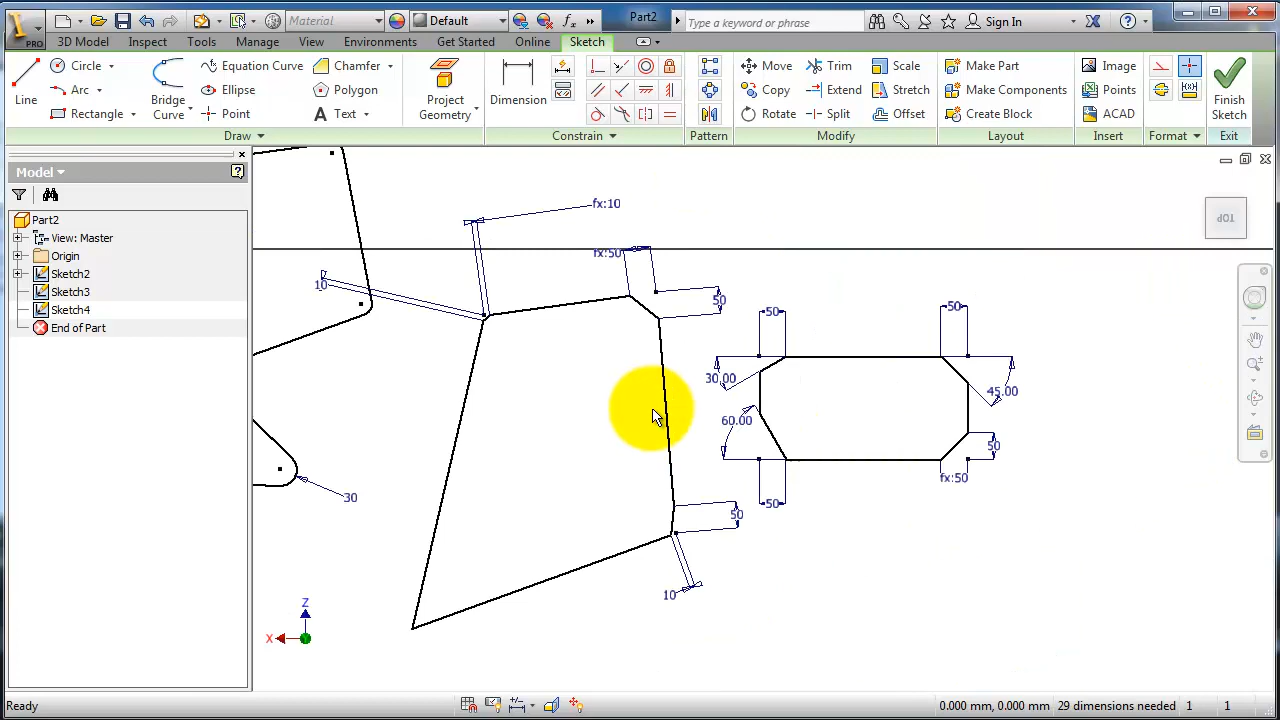 Material
Default
Part2
Type a keyword or phrase
Sign In
PRO
3D Model Inspect Tools Manage View Environments Get Started Online Sketch
Line
Circle
Arc
Rectangle
Bridge
Curve
Equation Curve
Ellipse
Point
Chamfer
Polygon
Text
Project
Geometry
Dimension
Move
Copy
Rotate
Trim
Extend
Split
Scale
Stretch
Offset
Make Part
Make Components
Create Block
Image
Points
ACAD
Finish
Sketch
Draw
Constrain
Pattern
Modify
Layout
Insert
Format
Exit
Model
Part2
View: Master
Origin
Sketch2
Sketch3
Sketch4
End of Part
fx:10
TOP
fx:50
10
50
50
50
30.00
45.00
60.00
50
fx:50
30
50
50
10
Z
X
Ready
0.000 mm, 0.000 mm 29 dimensions needed 1 1